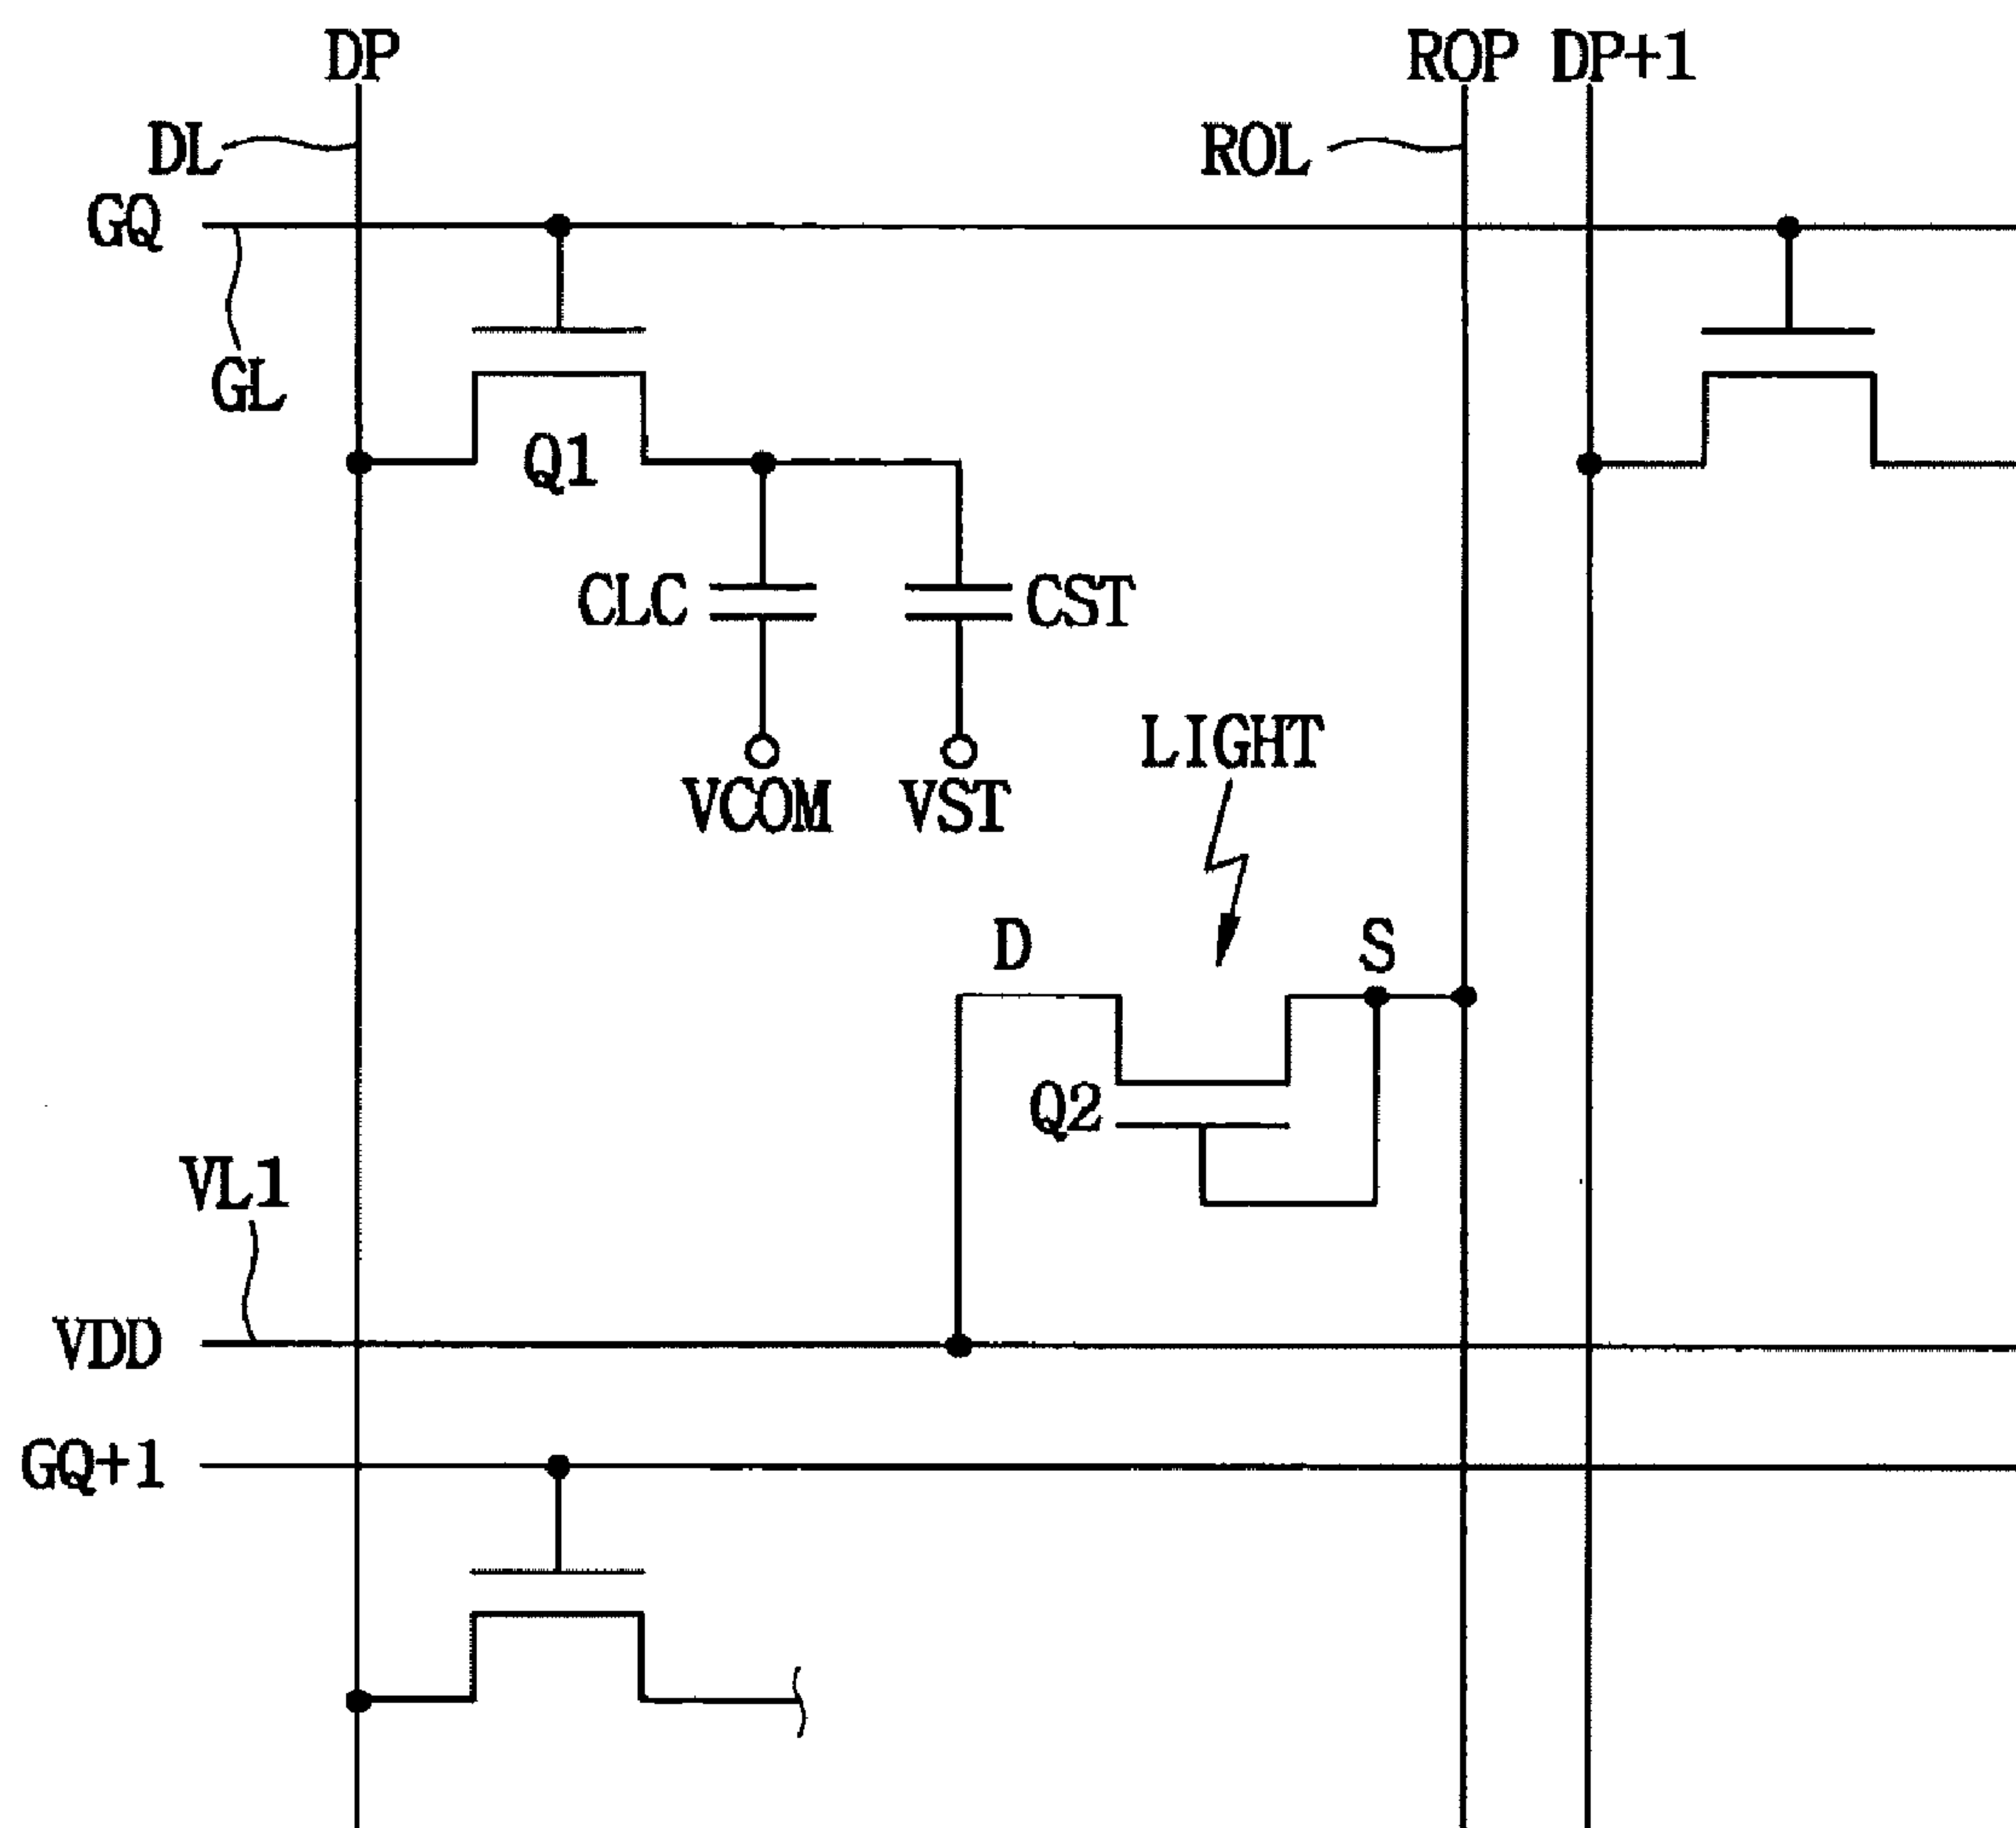 DP
ROP
DP+1
DL
ROL
GQ
GL
Q1
CLC
CST
VCOM
VST
LIGHT
D
S
Q2
VL1
VDD
GQ+1